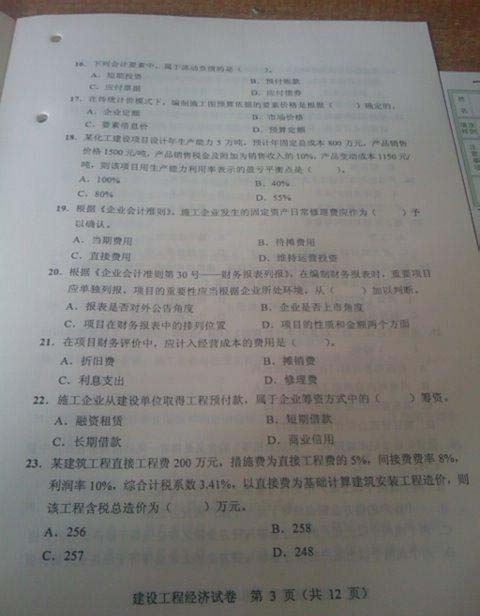 16. 下列会计要素中，属于流动负债的是（　　）。
A. 短期投资　　B. 预付账款
C. 应付票据　　D. 应付债券
17. 在传统计价模式下，编制施工图预算依据的要素价格是根据（　　）确定的。
A. 企业定额　　B. 市场价格
C. 要素信息价　　D. 预算定额
18. 某化工建设项目设计年生产能力 5 万吨，预计年固定总成本 800 万元，产品销售
价格 1500 元/吨，产品销售税金及附加为销售收入的 10%，产品变动成本 1150 元/
吨，则该项目用生产能力利用率表示的盈亏平衡点是（　　）。
A. 100%　　B. 40%
C. 80%　　D. 55%
19. 根据《企业会计准则》，施工企业发生的固定资产日常修理费应作为（　　）予
以确认。
A. 当期费用　　B. 待摊费用
C. 直接费用　　D. 维持运营投资
20. 根据《企业会计准则第 30 号——财务报表列报》，在编制财务报表时，重要项目
应单独列报。项目的重要性应当根据企业所处环境，从（　　）加以判断。
A. 报表是否对外公告角度　　B. 企业是否上市角度
C. 项目在财务报表中的排列位置　　D. 项目的性质和金额两个方面
21. 在项目财务评价中，应计入经营成本的费用是（　　）。
A. 折旧费　　B. 摊销费
C. 利息支出　　D. 修理费
22. 施工企业从建设单位取得工程预付款，属于企业筹资方式中的（　　）筹资。
A. 融资租赁　　B. 短期借款
C. 长期借款　　D. 商业信用
23. 某建筑工程直接工程费 200 万元，措施费为直接工程费的 5%，间接费费率 8%，
利润率 10%，综合计税系数 3.41%，以直接费为基础计算建筑安装工程造价，则
该工程含税总造价为（　　）万元。
A. 256　　B. 258
C. 257　　D. 248
建设工程经济试卷　第 3 页（共 12 页）